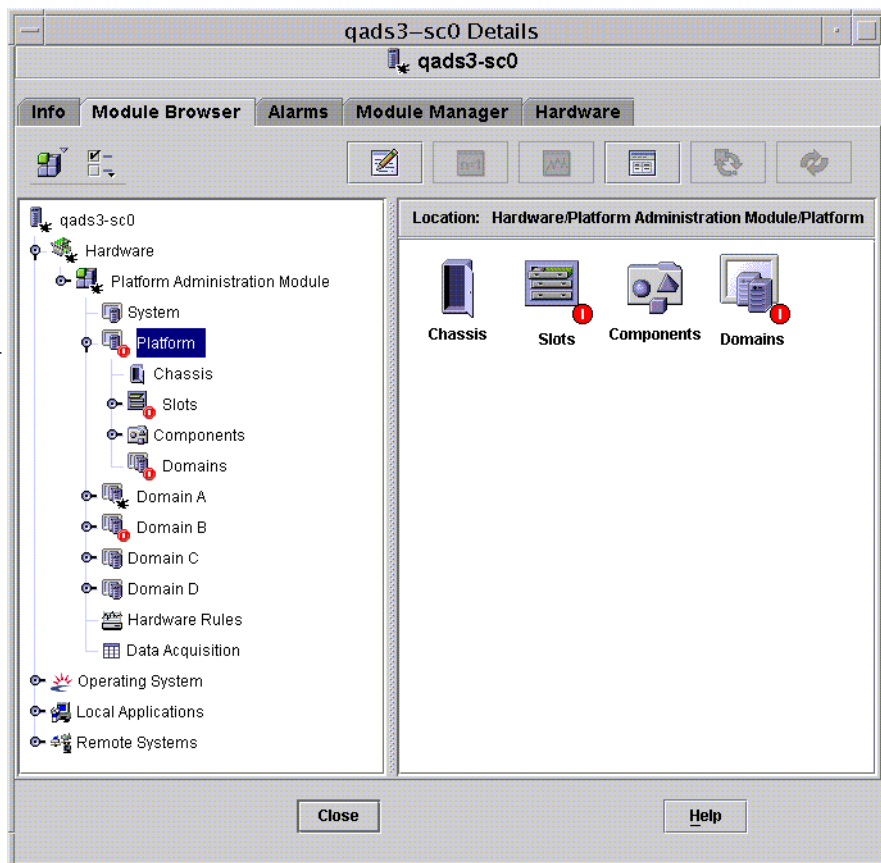 qads3-sc0 Details
qads3-sc0
Info Module Browser Alarms Module Manager Hardware
n=1
qads3-sc0
Hardware
Platform Administration Module
System
Platform
Chassis
Slots
Components
Domains
Domain A
Domain B
Domain C
Domain D
Hardware Rules
Data Acquisition
Operating System
Local Applications
Remote Systems
Location: Hardware/Platform Administration Module/Platform
Chassis Slots Components Domains
Close Help